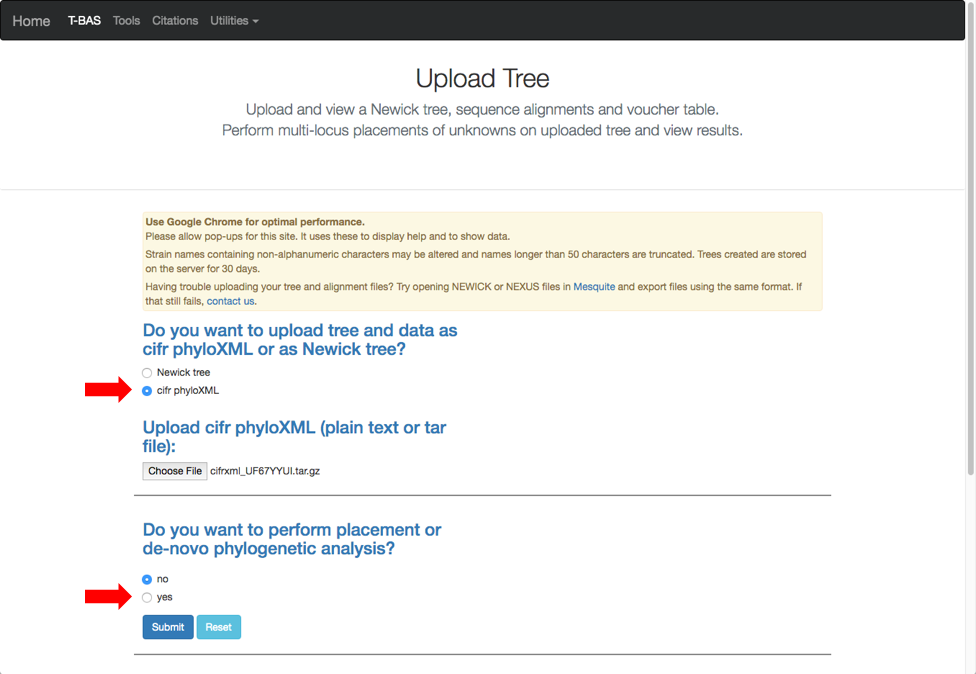 Home T-BAS Tools Citations Utilities
Upload Tree
Upload and view a Newick tree, sequence alignments and voucher table.
Perform multi-locus placements of unknowns on uploaded tree and view results.
Use Google Chrome for optimal performance.
Please allow pop-ups for this site. It uses these to display help and to show data.
Strain names containing non-alphanumeric characters may be altered and names longer than 50 characters are truncated. Trees created are stored
on the server for 30 days.
Having trouble uploading your tree and alignment files? Try opening NEWICK or NEXUS files in Mesquite and export files using the same format. If
that still fails, contact us.
Do you want to upload tree and data as
cifr phyloXML or as Newick tree?
Newick tree
cifr phyloXML
Upload cifr phyloXML (plain text or tar
file):
Choose File cifrxml_UF67YYUI.tar.gz
Do you want to perform placement or
de-novo phylogenetic analysis?
no
yes
Submit Reset